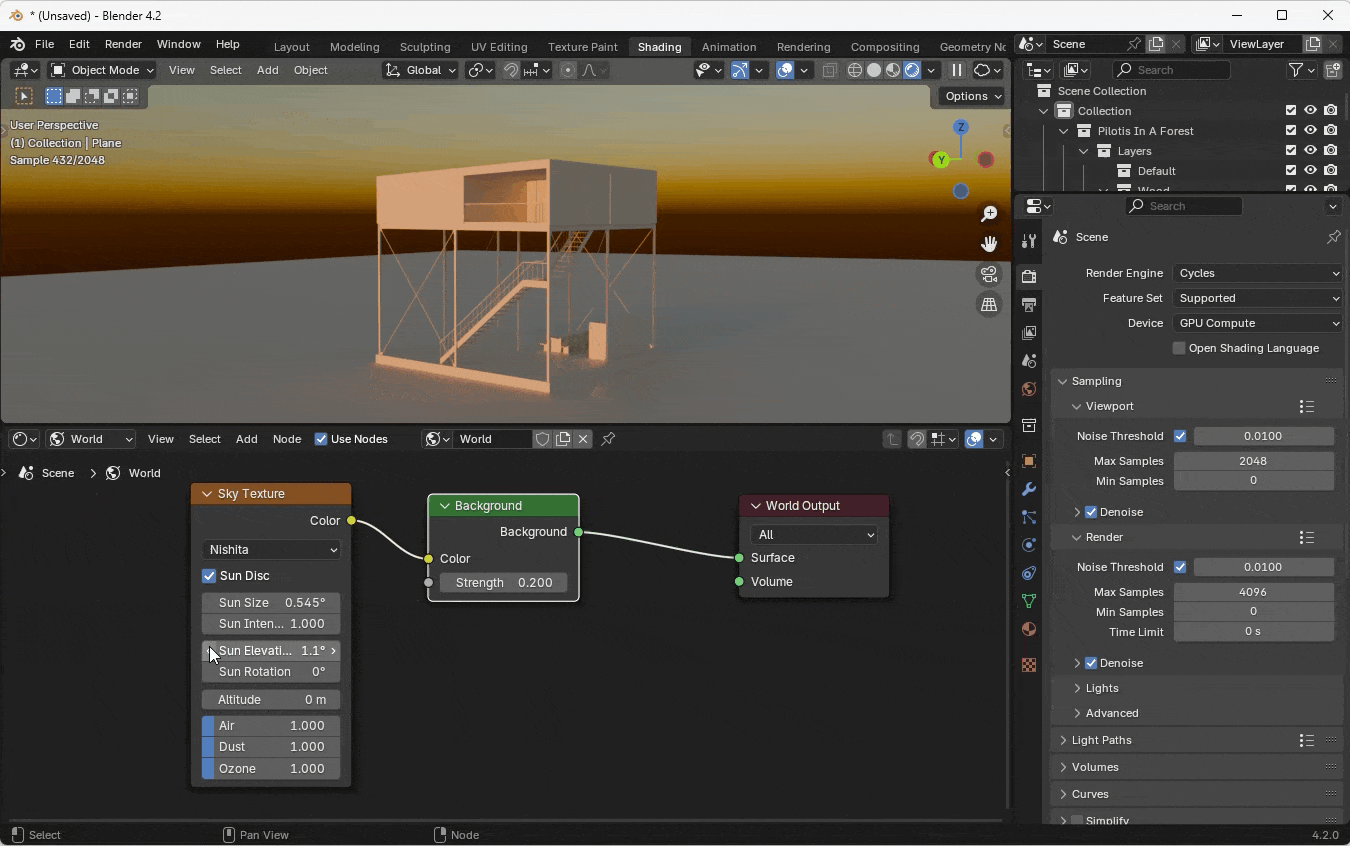 * (Unsaved) - Blender 4.2
File Edit Render Window Help Layout Modeling Sculpting UV Editing Texture Paint Shading Animation Rendering Compositing Geometry No Scene ViewLayer
Object Mode View Select Add Object Global Search
Options
Scene Collection
Collection
Pilotis In A Forest
Layers
Default
Wood
User Perspective
(1) Collection | Plane
Sample 432/2048
Z
Y
Search
Scene
Render Engine Cycles
Feature Set Supported
Device GPU Compute
Open Shading Language
Sampling
Viewport
Noise Threshold 0.0100
Max Samples 2048
Min Samples 0
Denoise
Render
Noise Threshold 0.0100
Max Samples 4096
Min Samples 0
Time Limit 0 s
Denoise
Lights
Advanced
Light Paths
Volumes
Curves
Simplify
World View Select Add Node Use Nodes World
Scene World
Sky Texture
Color
Nishita
Sun Disc
Sun Size 0.545°
Sun Inten... 1.000
Sun Elevati... 1.1°
Sun Rotation 0°
Altitude 0 m
Air 1.000
Dust 1.000
Ozone 1.000
Background
Background
Color
Strength 0.200
World Output
All
Surface
Volume
Select Pan View Node 4.2.0